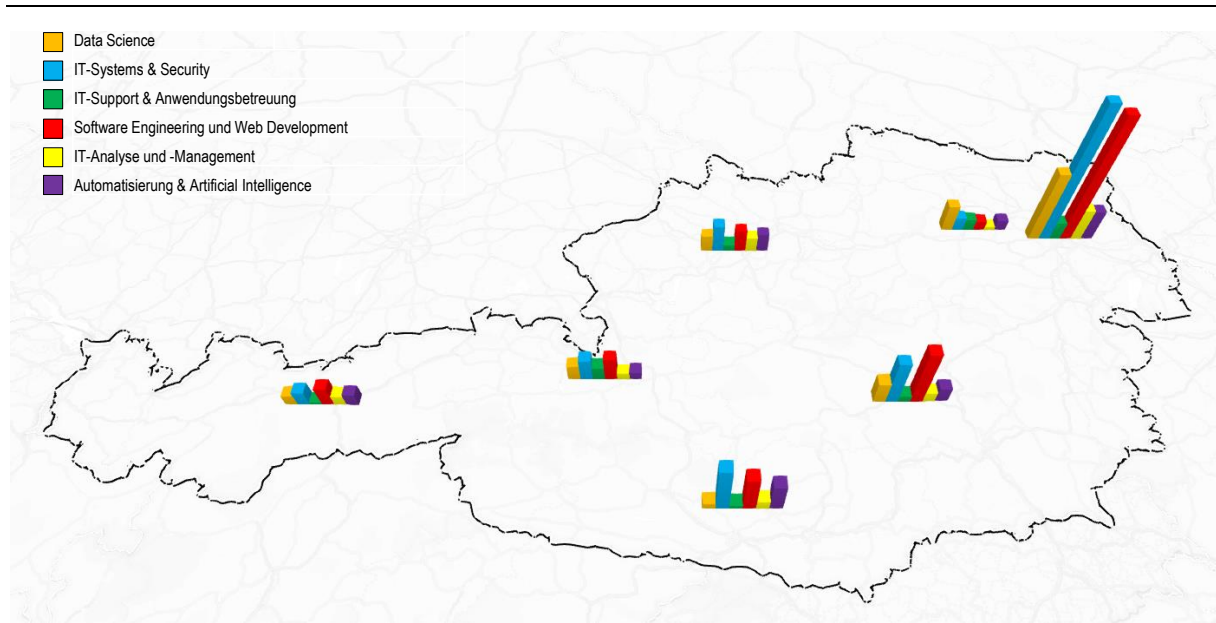 Data Science
IT-Systems & Security
IT-Support & Anwendungsbetreuung
Software Engineering und Web Development
IT-Analyse und -Management
Automatisierung & Artificial Intelligence